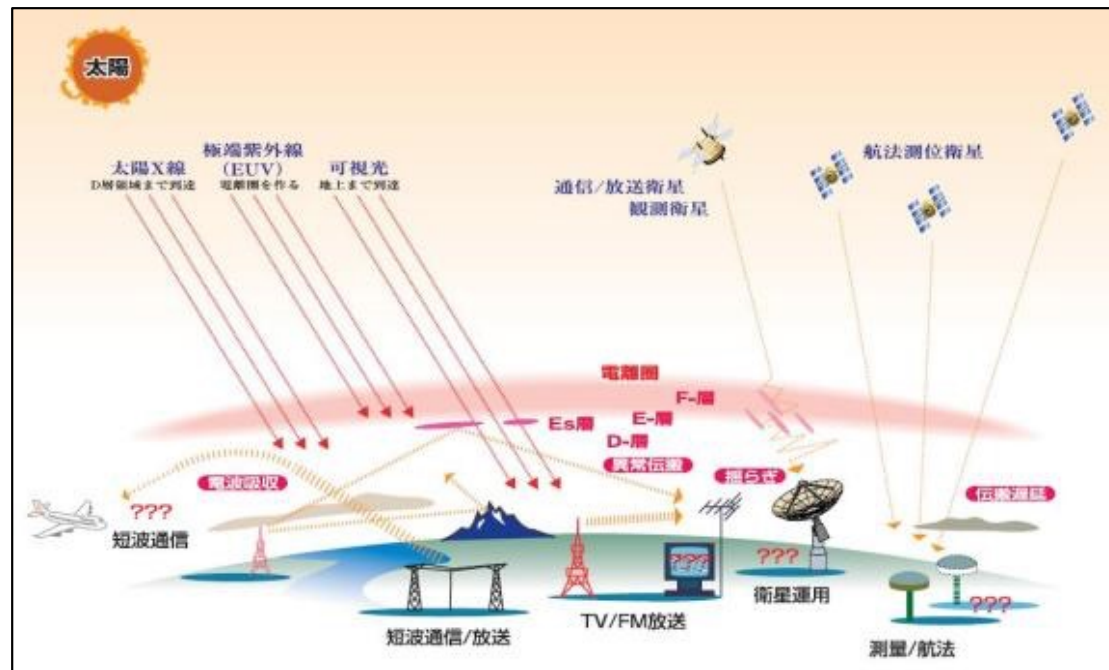 太陽
太陽X線
D層領域まで到達
極端紫外線
(EUV)
電離圏を作る
可視光
地上まで到達
通信/放送衛星
観測衛星
航法測位衛星
電離圏
F-層
E-層
Es層
D-層
異常伝搬
電波吸収
揺らぎ
伝搬遅延
???
短波通信
???
???
???
短波通信/放送
TV/FM放送
衛星運用
測量/航法